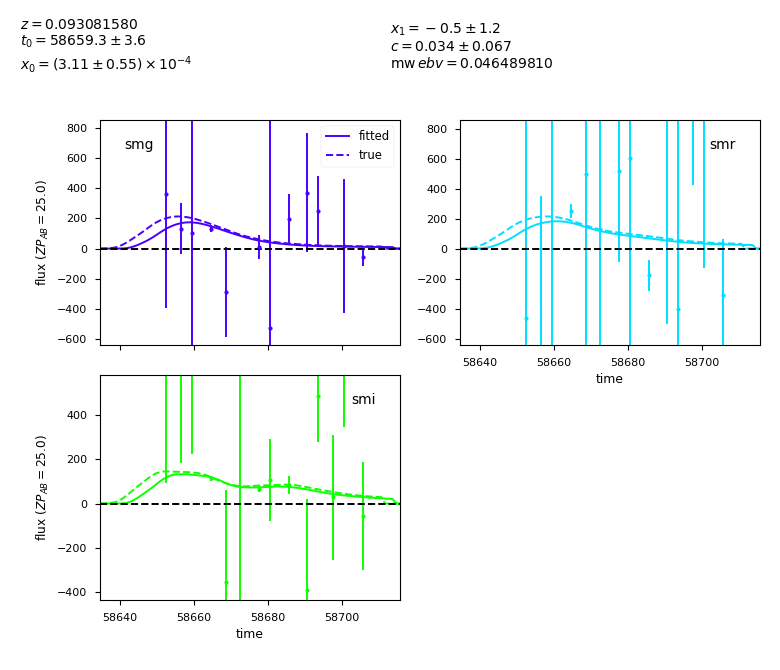 z = 0.093081580
t₀ = 58659.3 ± 3.6
x₀ = (3.11 ± 0.55) × 10⁻⁴
x₁ = −0.5 ± 1.2
c = 0.034 ± 0.067
mw ebv = 0.046489810
smg
fitted
true
800
600
400
200
0
−200
−400
−600
flux (ZP_AB = 25.0)
smr
800
600
400
200
0
−200
−400
−600
58640 58660 58680 58700
time
smi
400
200
0
−200
−400
flux (ZP_AB = 25.0)
58640 58660 58680 58700
time